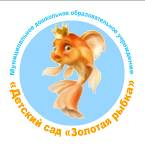 Муниципальное дошкольное образовательное учреждение
«Детский сад «Золотая рыбка»